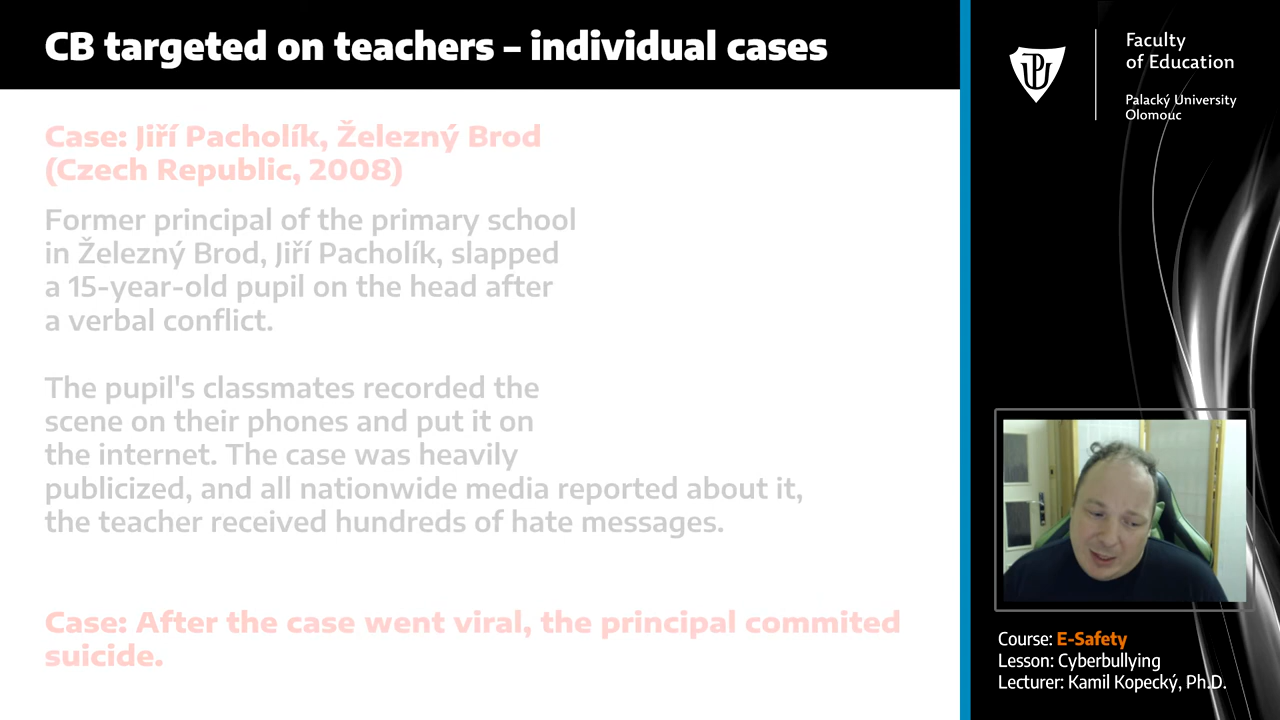 CB targeted on teachers – individual cases
Case: Jiří Pacholík, Železný Brod
(Czech Republic, 2008)
Former principal of the primary school
in Železný Brod, Jiří Pacholík, slapped
a 15-year-old pupil on the head after
a verbal conflict.
The pupil's classmates recorded the
scene on their phones and put it on
the internet. The case was heavily
publicized, and all nationwide media reported about it,
the teacher received hundreds of hate messages.
Case: After the case went viral, the principal commited
suicide.
Faculty
of Education
Palacký University
Olomouc
Course: E-Safety
Lesson: Cyberbullying
Lecturer: Kamil Kopecký, Ph.D.